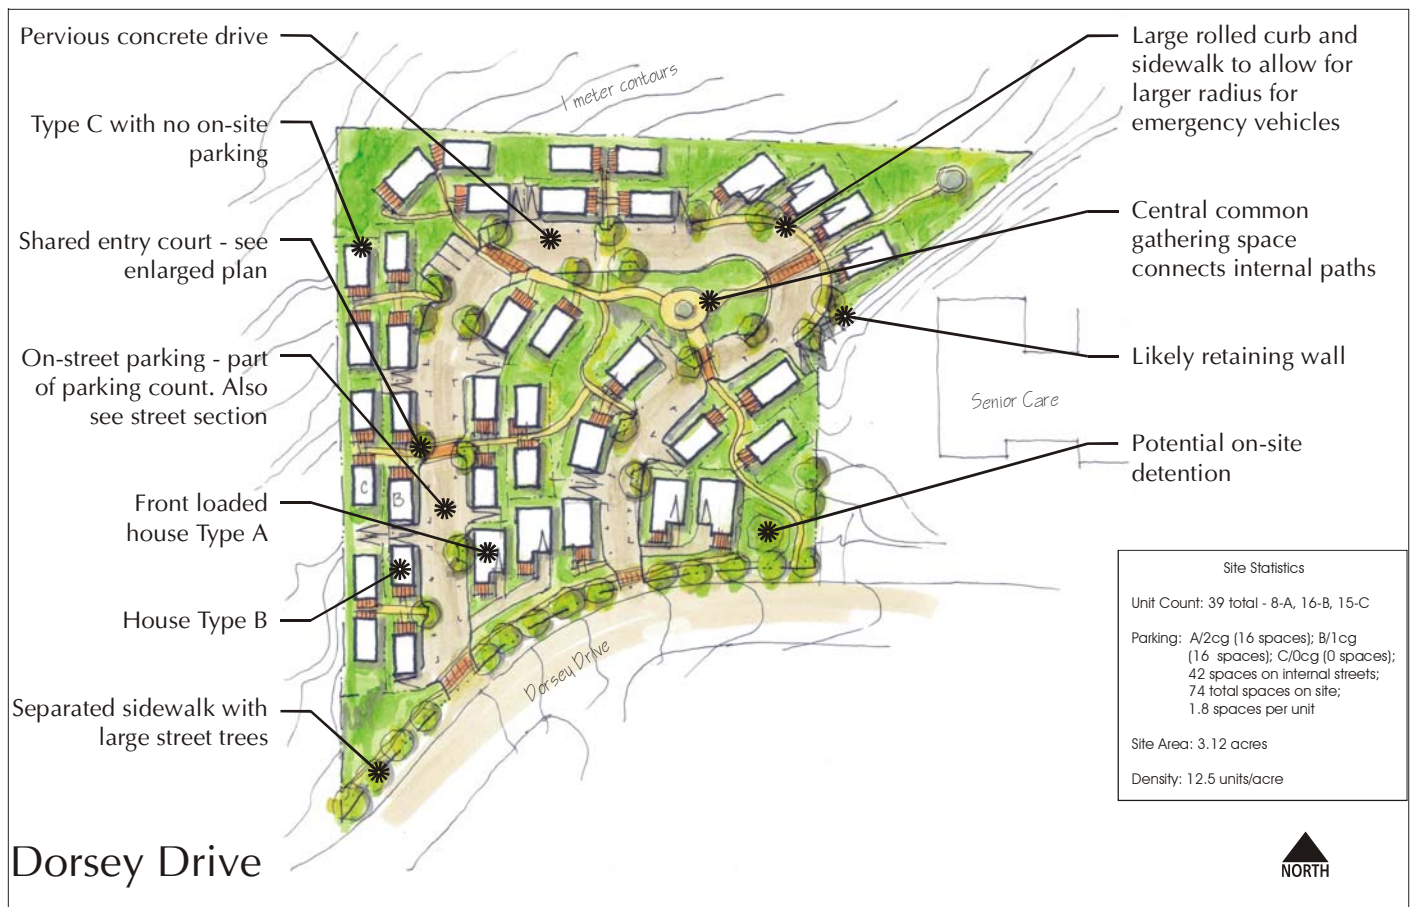 Pervious concrete drive
Type C with no on-site
parking
Shared entry court - see
enlarged plan
On-street parking - part
of parking count. Also
see street section
Front loaded
house Type A
House Type B
Separated sidewalk with
large street trees
1 meter contours
C
B
Dorsey Drive
Senior Care
Large rolled curb and
sidewalk to allow for
larger radius for
emergency vehicles
Central common
gathering space
connects internal paths
Likely retaining wall
Potential on-site
detention
Site Statistics
Unit Count: 39 total - 8-A, 16-B, 15-C
Parking: A/2cg (16 spaces); B/1cg
(16 spaces); C/0cg (0 spaces);
42 spaces on internal streets;
74 total spaces on site;
1.8 spaces per unit
Site Area: 3.12 acres
Density: 12.5 units/acre
Dorsey Drive
NORTH